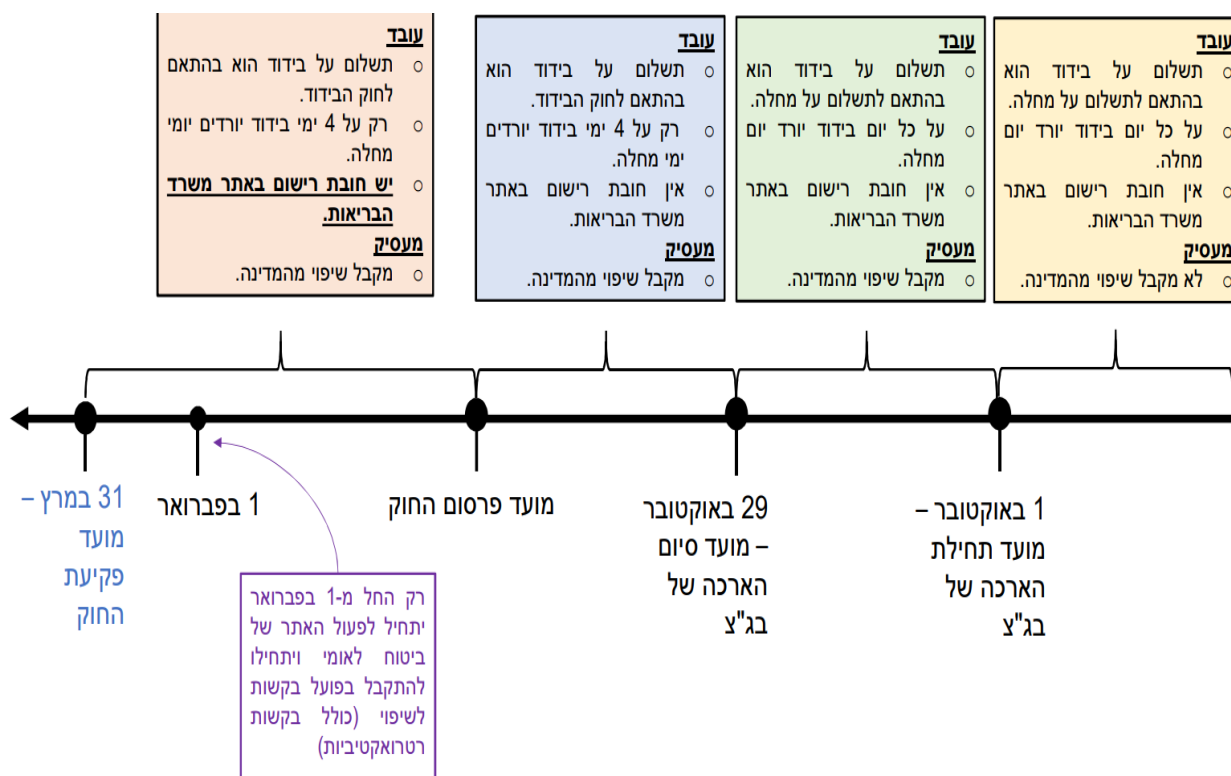 עובד
○ תשלום על בידוד הוא
בהתאם לתשלום על מחלה.
○ על כל יום בידוד יורד יום
מחלה.
○ אין חובת רישום באתר
משרד הבריאות.
מעסיק
○ לא מקבל שיפוי מהמדינה.
עובד
○ תשלום על בידוד הוא
בהתאם לתשלום על מחלה.
○ על כל יום בידוד יורד יום
מחלה.
○ אין חובת רישום באתר
משרד הבריאות.
מעסיק
○ מקבל שיפוי מהמדינה.
עובד
○ תשלום על בידוד הוא
בהתאם לחוק הבידוד.
○ רק על 4 ימי בידוד יורדים
ימי מחלה.
○ אין חובת רישום באתר
משרד הבריאות.
מעסיק
○ מקבל שיפוי מהמדינה.
עובד
○ תשלום על בידוד הוא בהתאם
לחוק הבידוד.
○ רק על 4 ימי בידוד יורדים יומי
מחלה.
○ יש חובת רישום באתר משרד
הבריאות.
מעסיק
○ מקבל שיפוי מהמדינה.
1 באוקטובר –
מועד תחילת
הארכה של
בג"צ
29 באוקטובר
– מועד סיום
הארכה של
בג"צ
מועד פרסום החוק
1 בפברואר
31 במרץ –
מועד
פקיעת
החוק
רק החל מ-1 בפברואר
יתחיל לפעול האתר של
ביטוח לאומי ויתחילו
להתקבל בפועל בקשות
לשיפוי (כולל בקשות
רטרואקטיביות)